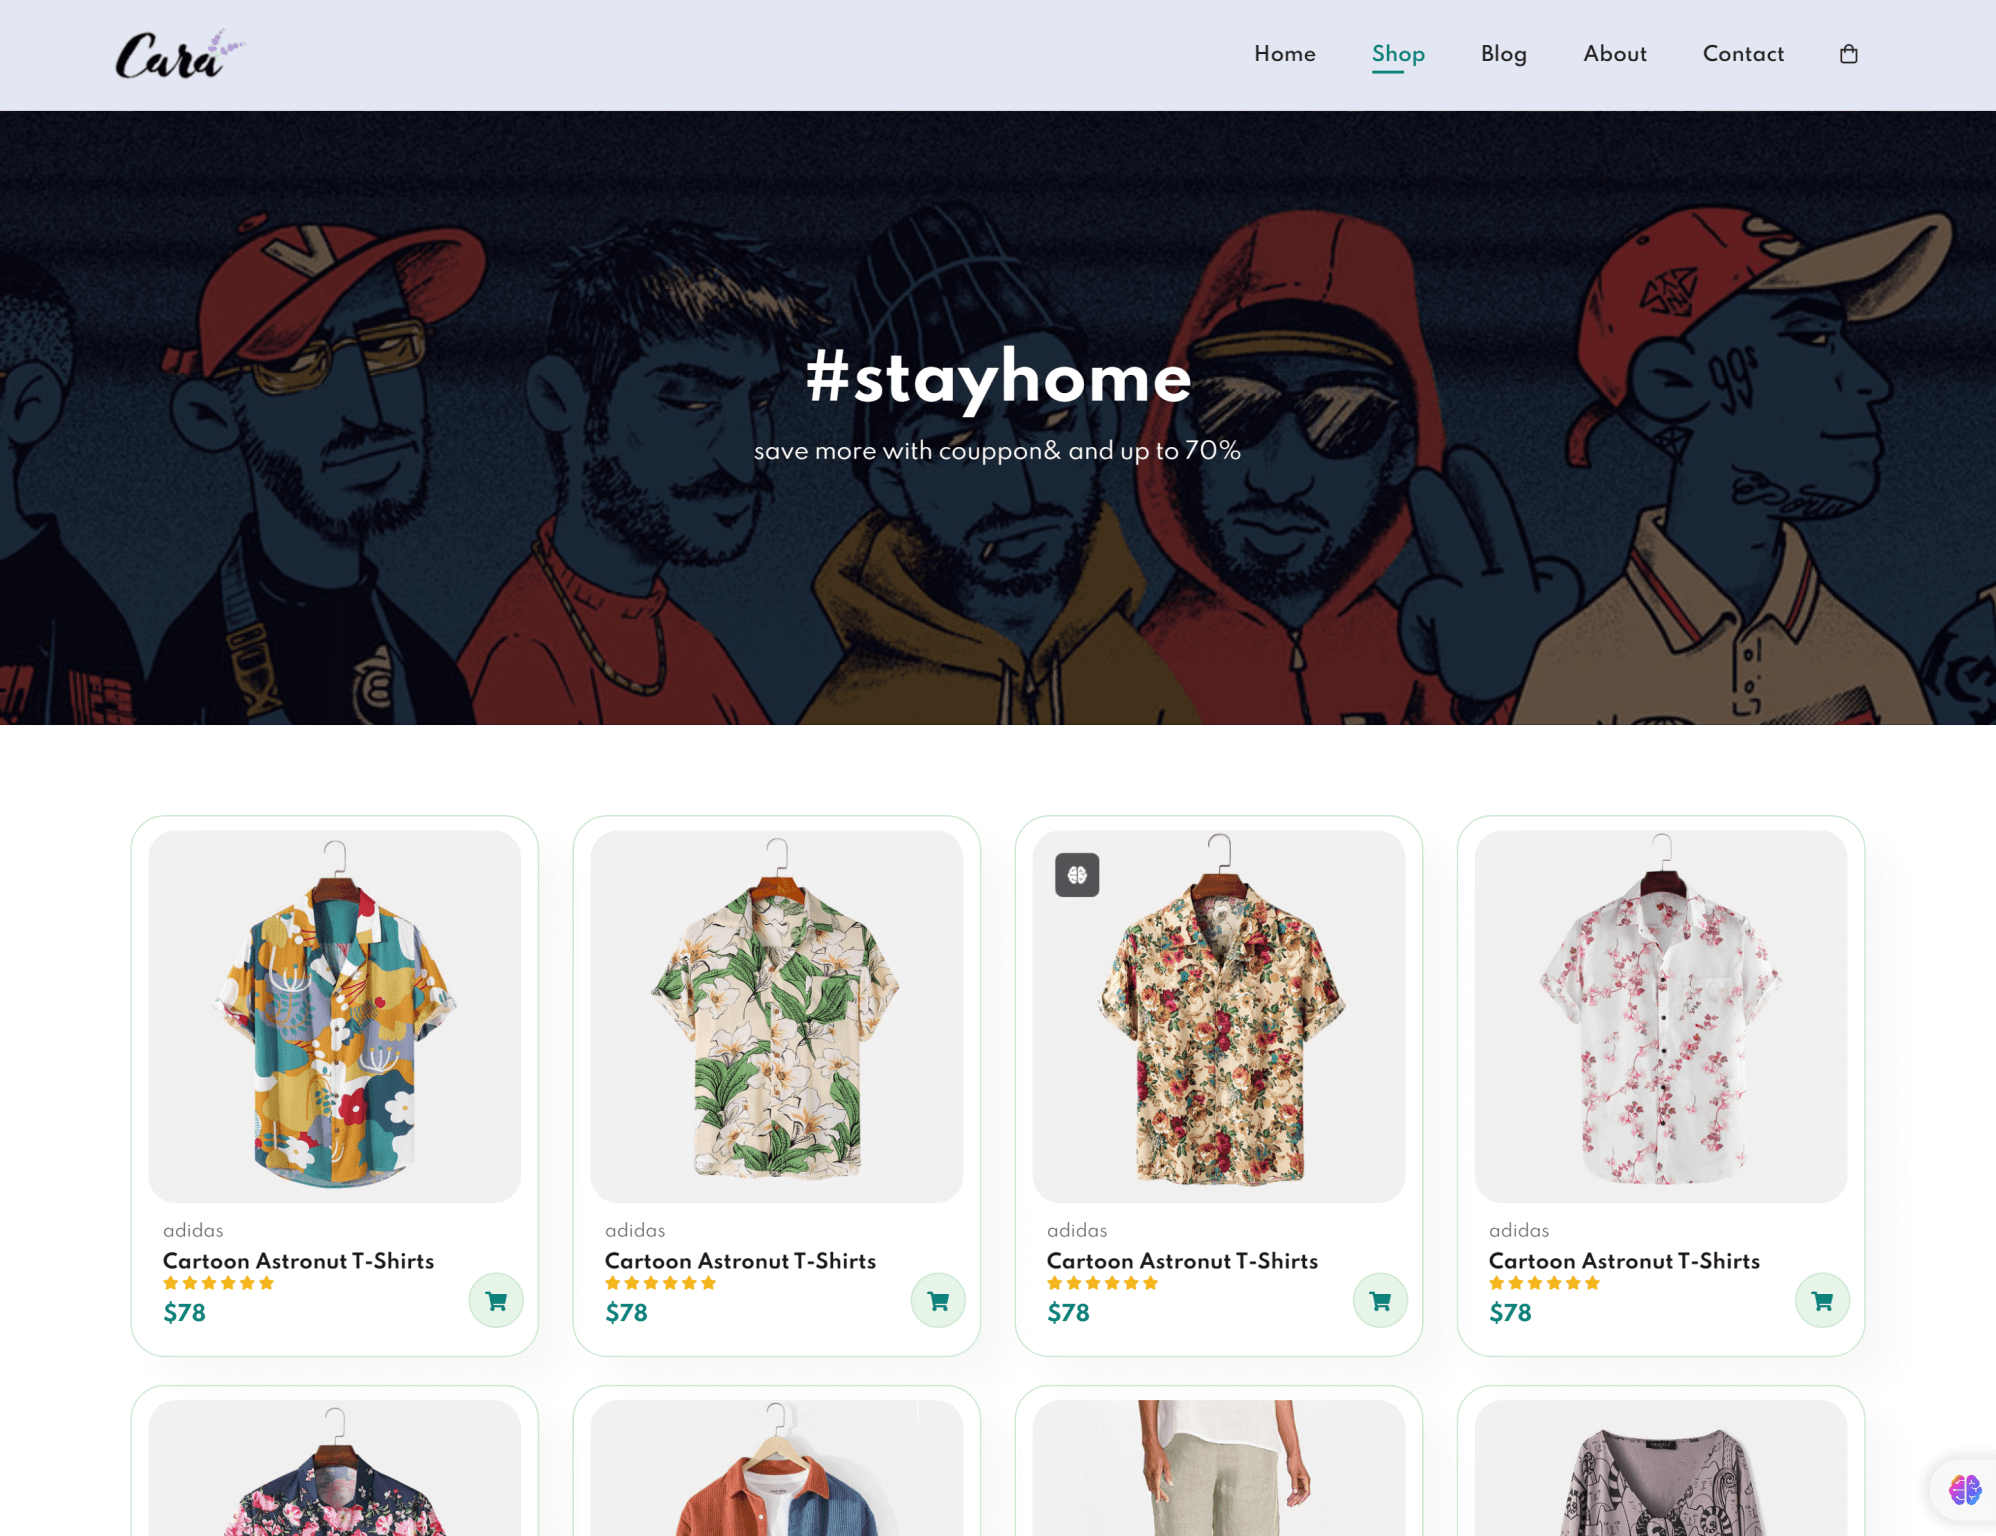 Cara
Home Shop Blog About Contact
#stayhome
save more with couppon& and up to 70%
V
99s
adidas
Cartoon Astronut T-Shirts
$78
adidas
Cartoon Astronut T-Shirts
$78
adidas
Cartoon Astronut T-Shirts
$78
adidas
Cartoon Astronut T-Shirts
$78